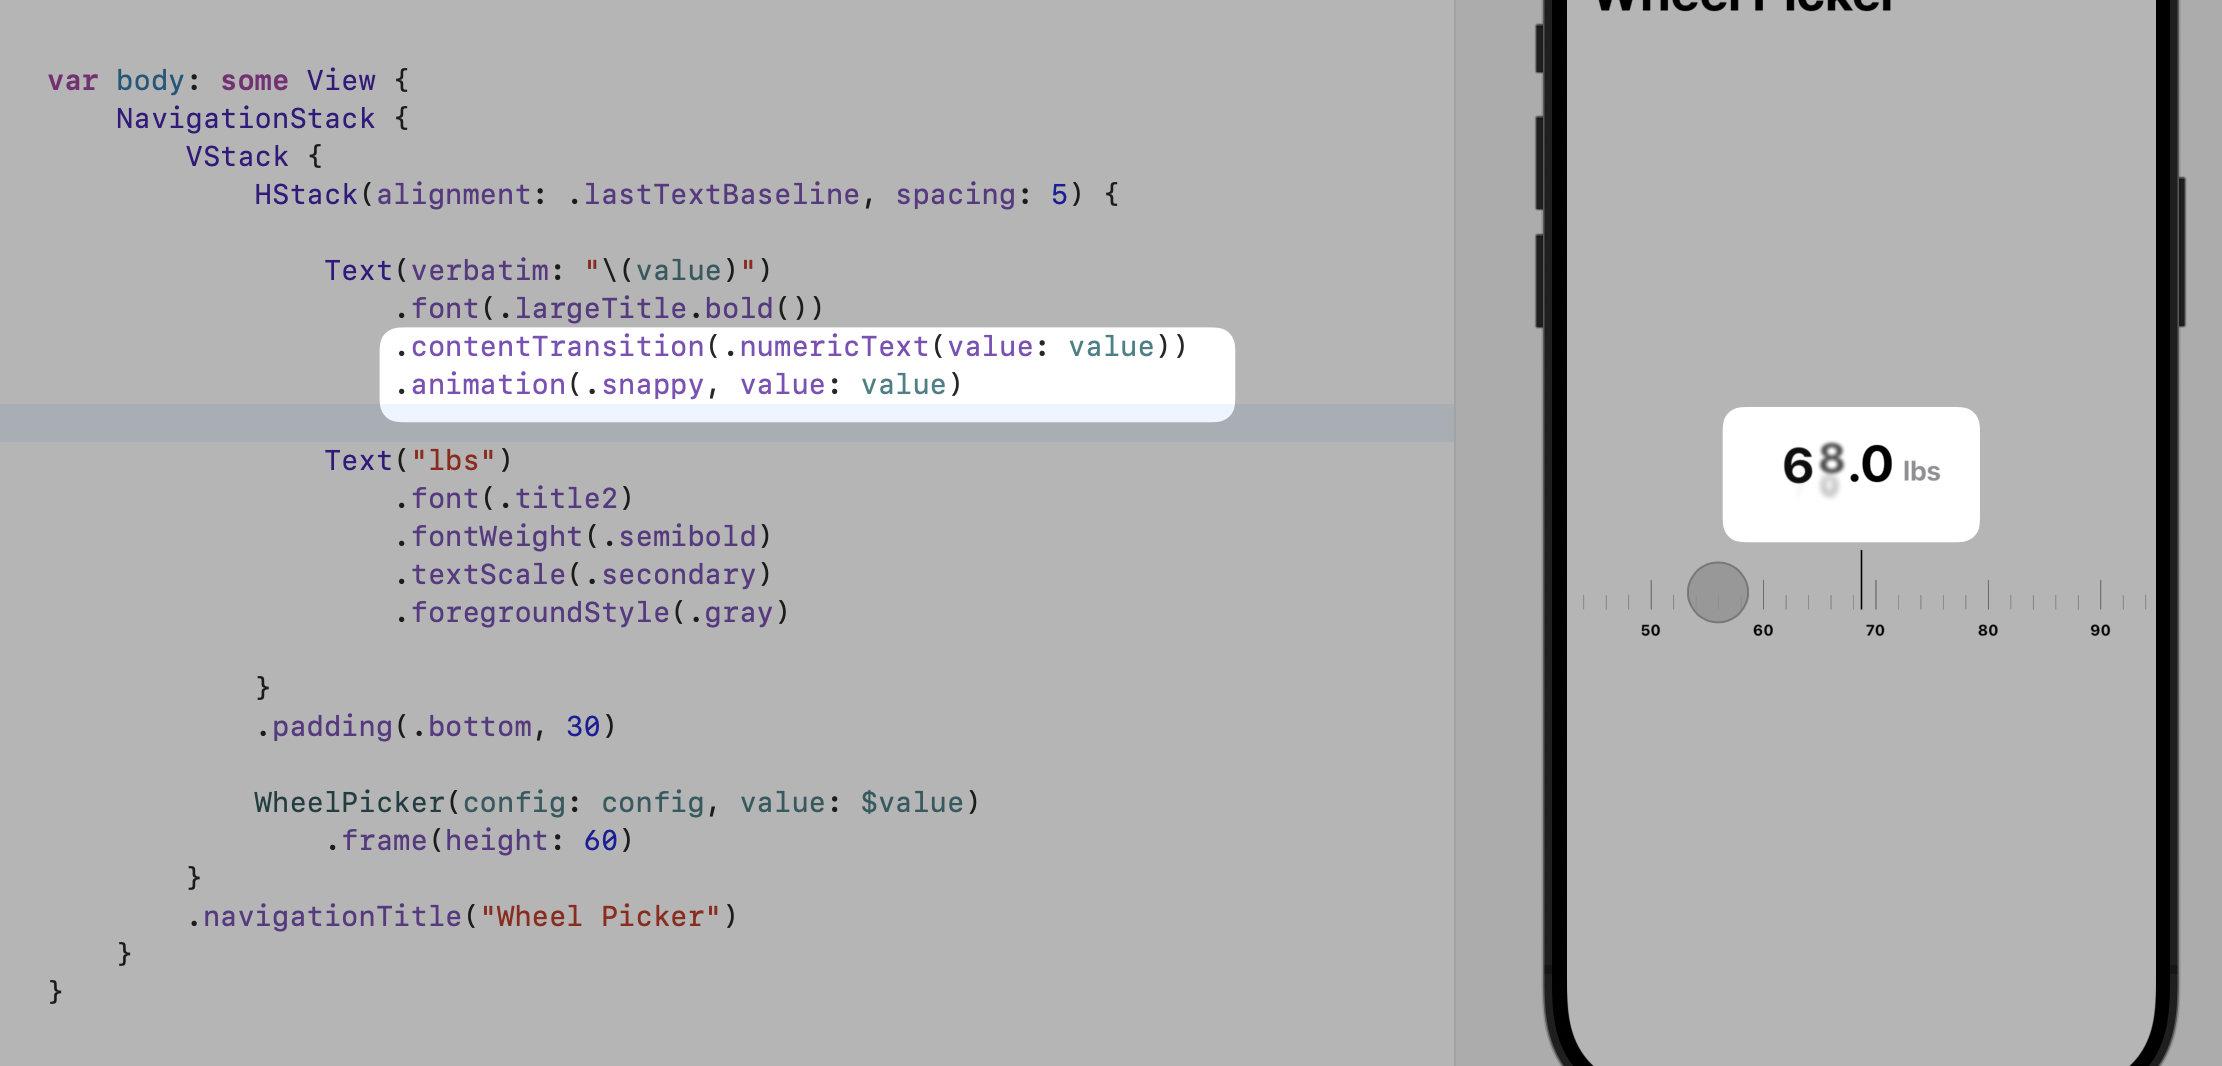 var body: some View {
NavigationStack {
VStack {
HStack(alignment: .lastTextBaseline, spacing: 5) {
Text(verbatim: "\(value)")
.font(.largeTitle.bold())
.contentTransition(.numericText(value: value))
.animation(.snappy, value: value)
Text("lbs")
.font(.title2)
.fontWeight(.semibold)
.textScale(.secondary)
.foregroundStyle(.gray)
}
.padding(.bottom, 30)
WheelPicker(config: config, value: $value)
.frame(height: 60)
}
.navigationTitle("Wheel Picker")
}
}
Wheel Picker
68.0 lbs
50 60 70 80 90